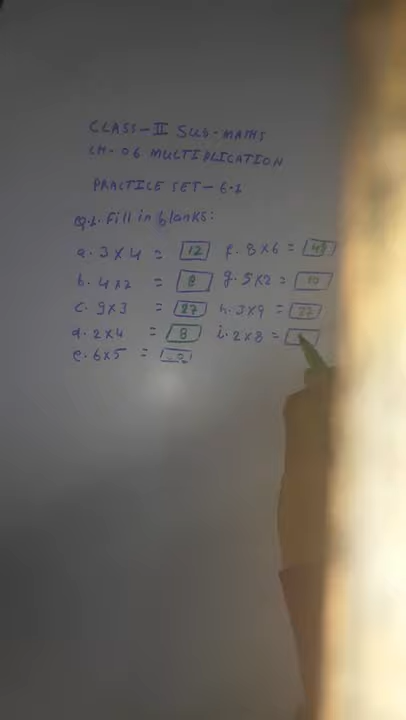 CLASS-II SUB-MATHS
CH-06 MULTIPLICATION
PRACTICE SET-6.1
Q.1. Fill in blanks:
a. 3×4 = 12 f. 8×6 = 48
b. 4×2 = 8 g. 5×2 = 10
c. 9×3 = 27 h. 3×9 = 27
d. 2×4 = 8 i. 2×8 =
e. 6×5 =